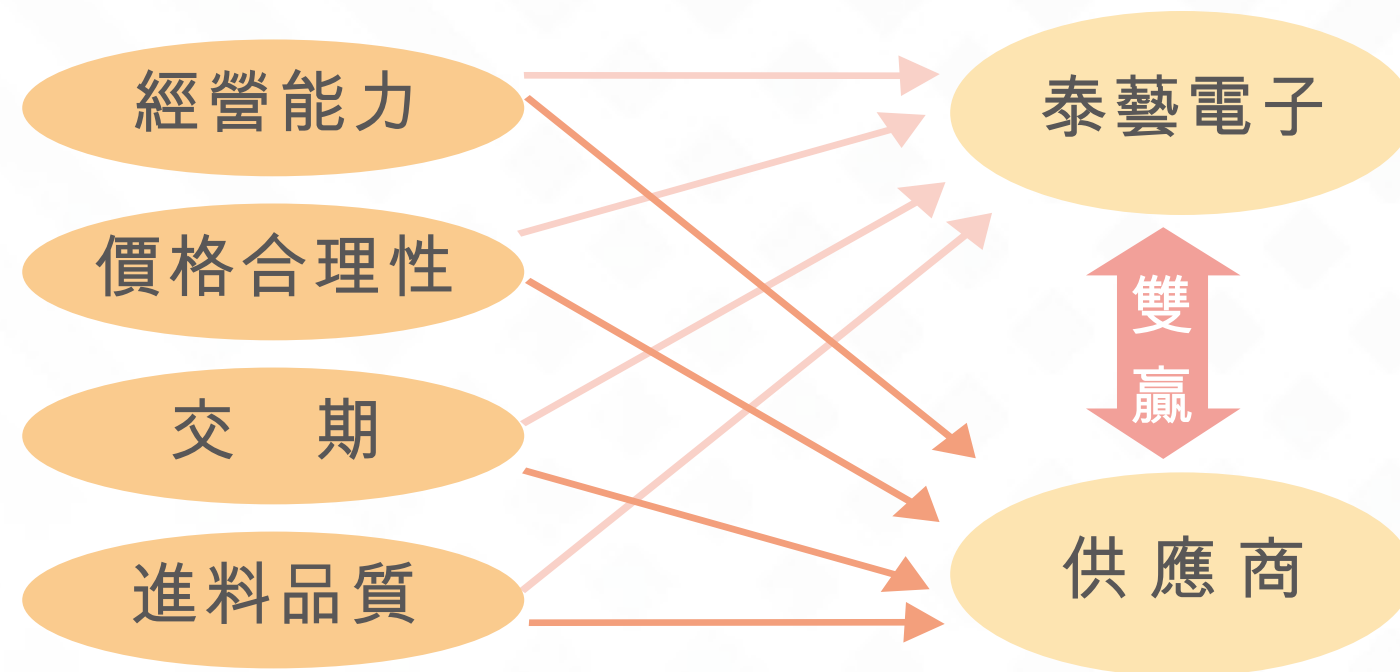 經營能力
價格合理性
交 期
進料品質
泰藝電子
雙
贏
供應商